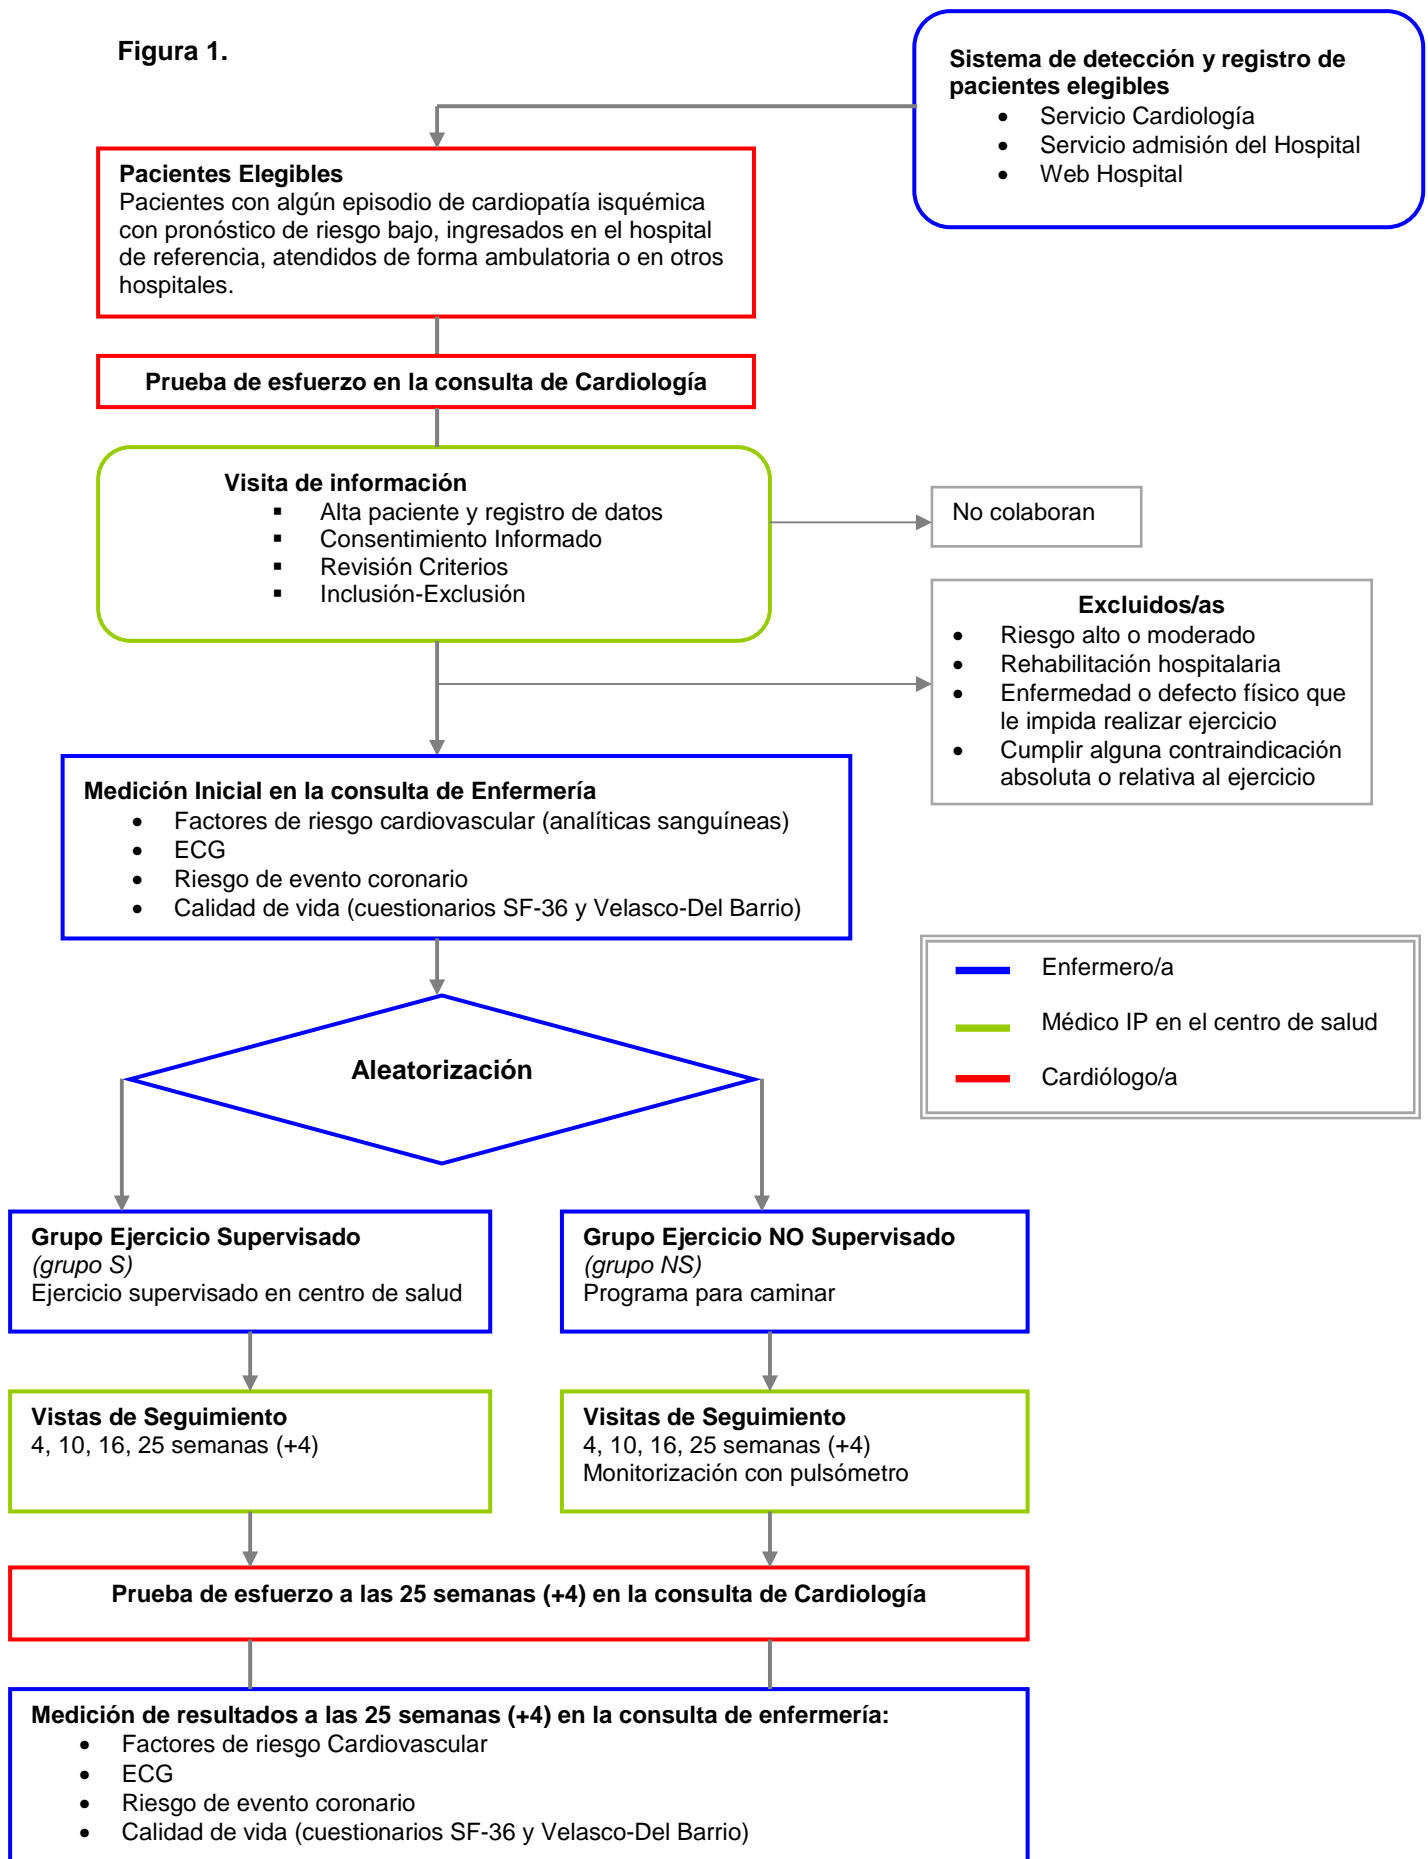 Figura 1.
Sistema de detección y registro de
pacientes elegibles
• Servicio Cardiología
• Servicio admisión del Hospital
• Web Hospital
Pacientes Elegibles
Pacientes con algún episodio de cardiopatía isquémica
con pronóstico de riesgo bajo, ingresados en el hospital
de referencia, atendidos de forma ambulatoria o en otros
hospitales.
Prueba de esfuerzo en la consulta de Cardiología
Visita de información
▪ Alta paciente y registro de datos
▪ Consentimiento Informado
▪ Revisión Criterios
▪ Inclusión-Exclusión
No colaboran
Excluidos/as
• Riesgo alto o moderado
• Rehabilitación hospitalaria
• Enfermedad o defecto físico que
le impida realizar ejercicio
• Cumplir alguna contraindicación
absoluta o relativa al ejercicio
Medición Inicial en la consulta de Enfermería
• Factores de riesgo cardiovascular (analíticas sanguíneas)
• ECG
• Riesgo de evento coronario
• Calidad de vida (cuestionarios SF-36 y Velasco-Del Barrio)
Enfermero/a
Médico IP en el centro de salud
Cardiólogo/a
Aleatorización
Grupo Ejercicio Supervisado
(grupo S)
Ejercicio supervisado en centro de salud
Grupo Ejercicio NO Supervisado
(grupo NS)
Programa para caminar
Vistas de Seguimiento
4, 10, 16, 25 semanas (+4)
Visitas de Seguimiento
4, 10, 16, 25 semanas (+4)
Monitorización con pulsómetro
Prueba de esfuerzo a las 25 semanas (+4) en la consulta de Cardiología
Medición de resultados a las 25 semanas (+4) en la consulta de enfermería:
• Factores de riesgo Cardiovascular
• ECG
• Riesgo de evento coronario
• Calidad de vida (cuestionarios SF-36 y Velasco-Del Barrio)